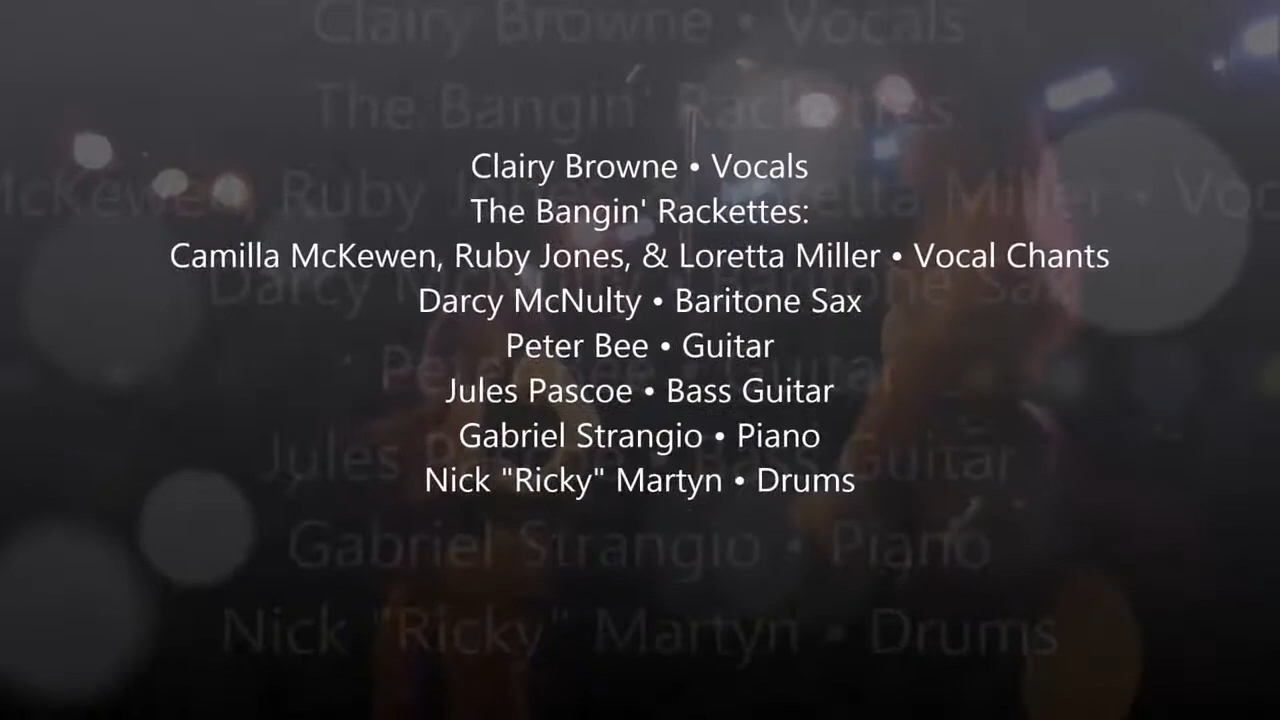 Clairy Browne • Vocals
The Bangin' Rackettes:
Camilla McKewen, Ruby Jones, & Loretta Miller • Vocal Chants
Darcy McNulty • Baritone Sax
Peter Bee • Guitar
Jules Pascoe • Bass Guitar
Gabriel Strangio • Piano
Nick "Ricky" Martyn • Drums